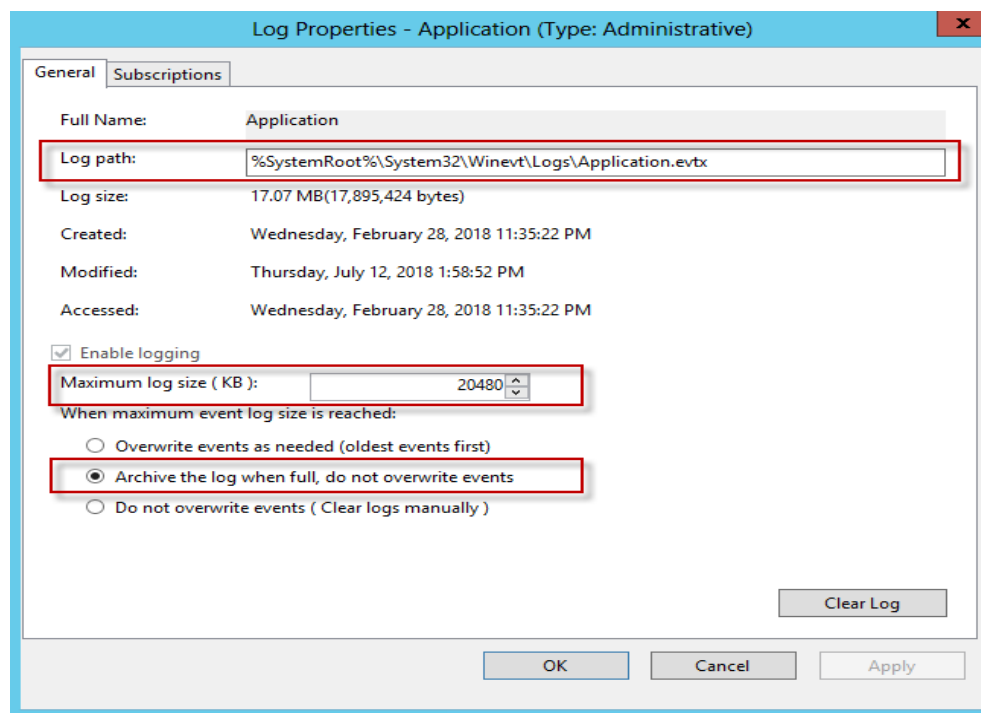 Log Properties - Application (Type: Administrative)
x
General Subscriptions
Full Name: Application
Log path: %SystemRoot%\System32\Winevt\Logs\Application.evtx
Log size: 17.07 MB(17,895,424 bytes)
Created: Wednesday, February 28, 2018 11:35:22 PM
Modified: Thursday, July 12, 2018 1:58:52 PM
Accessed: Wednesday, February 28, 2018 11:35:22 PM
Enable logging
Maximum log size ( KB ): 20480
When maximum event log size is reached:
Overwrite events as needed (oldest events first)
Archive the log when full, do not overwrite events
Do not overwrite events ( Clear logs manually )
Clear Log
OK Cancel Apply